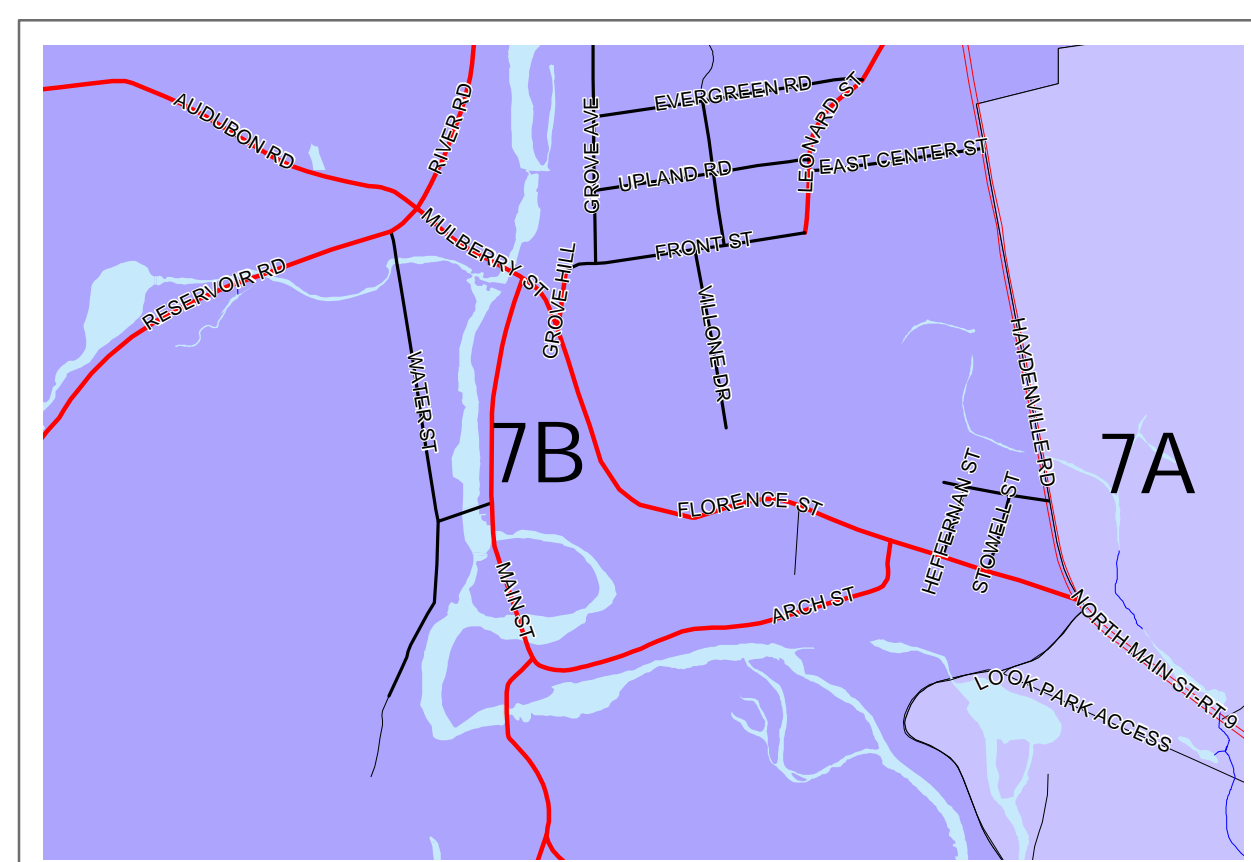 AUDUBON RD
RIVER RD
GROVE AVE
EVERGREEN RD
LEONARD ST
UPLAND RD
EAST CENTER ST
MULBERRY ST
FRONT ST
GROVE HILL
RESERVOIR RD
VILLONE DR
HAYDENVILLE RD
WATER ST
7B
7A
FLORENCE ST
HEFFERNAN ST
STOWELL ST
MAIN ST
ARCH ST
NORTH MAIN ST-RT 9
LOOK PARK ACCESS